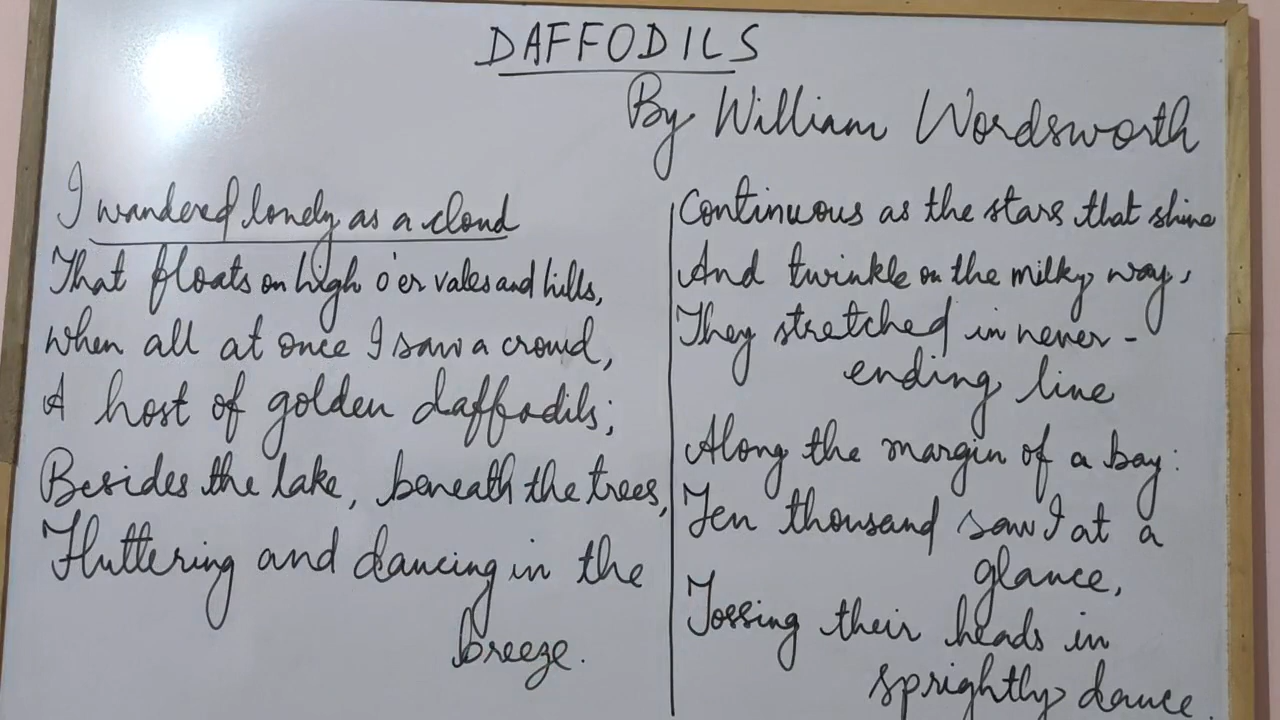 DAFFODILS
By William Wordsworth
I wandered lonely as a cloud
That floats on high o'er vales and hills,
When all at once I saw a crowd,
A host of golden daffodils;
Besides the lake, beneath the trees,
Fluttering and dancing in the
breeze.
Continuous as the stars that shine
And twinkle on the milky way,
They stretched in never-
ending line
Along the margin of a bay:
Ten thousand saw I at a
glance,
Tossing their heads in
sprightly dance.